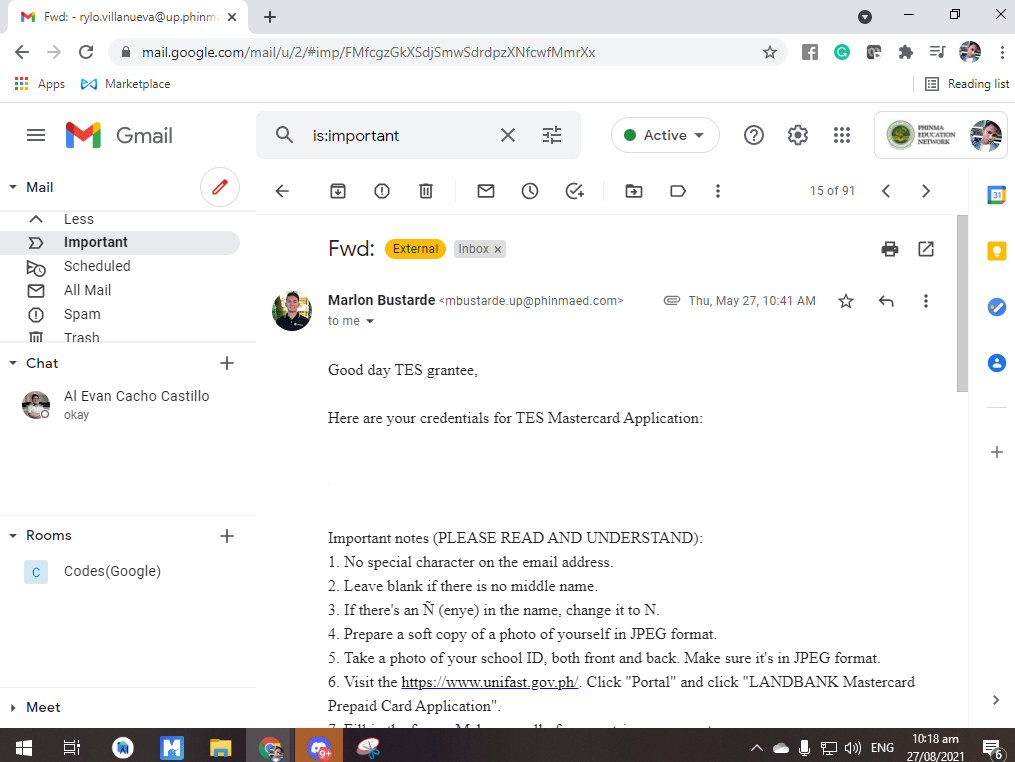 Fwd: - rylo.villanueva@up.phinma
mail.google.com/mail/u/2/#imp/FMfcgzGkXSdjSmwSdrdpzXNfcwfMmrXx
Apps
Marketplace
Reading list
Gmail
is:important
Active
PHINMA
EDUCATION
NETWORK
Mail
15 of 91
31
Less
Important
Scheduled
All Mail
Spam
Trash
Fwd:
External
Inbox ×
Marlon Bustarde <mbustarde.up@phinmaed.com>
Thu, May 27, 10:41 AM
to me
Chat
Al Evan Cacho Castillo
okay
Good day TES grantee,
Here are your credentials for TES Mastercard Application:
Rooms
C
Codes(Google)
Meet
Important notes (PLEASE READ AND UNDERSTAND):
1. No special character on the email address.
2. Leave blank if there is no middle name.
3. If there's an Ñ (enye) in the name, change it to N.
4. Prepare a soft copy of a photo of yourself in JPEG format.
5. Take a photo of your school ID, both front and back. Make sure it's in JPEG format.
6. Visit the https://www.unifast.gov.ph/. Click "Portal" and click "LANDBANK Mastercard
Prepaid Card Application".
9+
ENG
10:18 am
27/08/2021
6